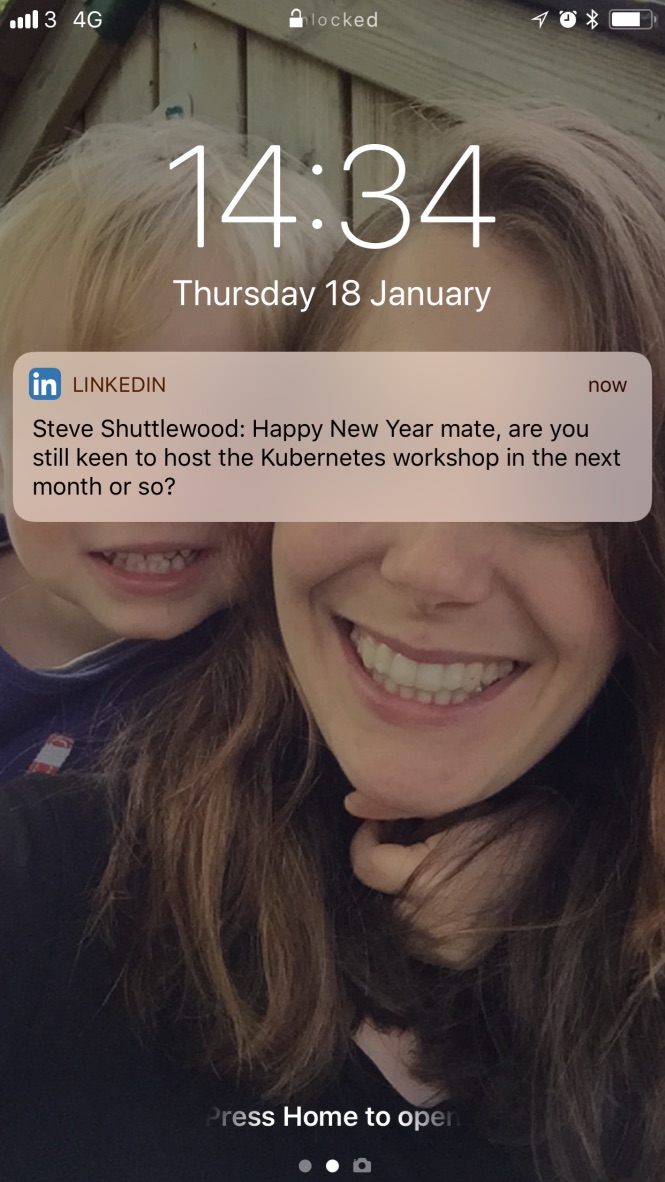 3 4G nlocked
14:34
Thursday 18 January
in LINKEDIN now
Steve Shuttlewood: Happy New Year mate, are you
still keen to host the Kubernetes workshop in the next
month or so?
Press Home to open